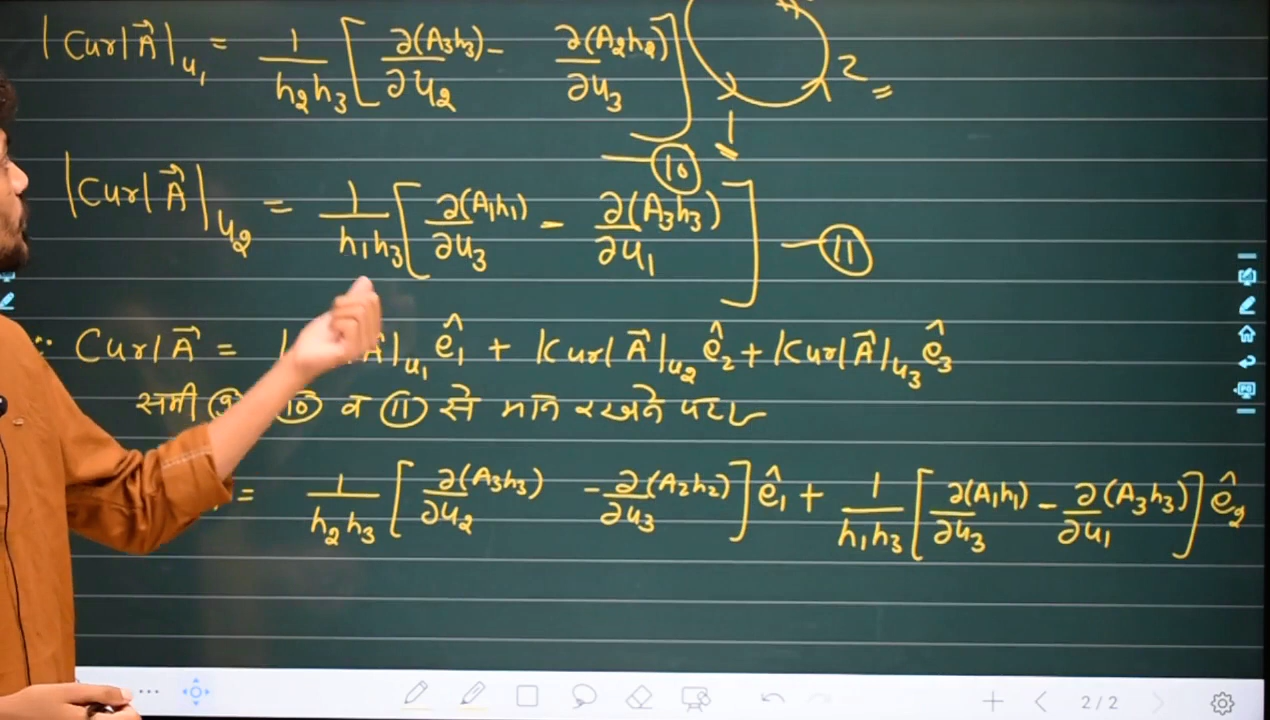 |Curl A⃗|u₁ = 1/h₂h₃ [ ∂(A₃h₃)/∂u₂ - ∂(A₂h₂)/∂u₃ ] — ⑩
1 2 =
|Curl A⃗|u₂ = 1/h₁h₃ [ ∂(A₁h₁)/∂u₃ - ∂(A₃h₃)/∂u₁ ] — ⑪
∵ Curl A⃗ = | A⃗|u₁ ê₁ + |Curl A⃗|u₂ ê₂ + |Curl A⃗|u₃ ê₃
समी ⑨ ⑩ व ⑪ से मान रखने पर
= 1/h₂h₃ [ ∂(A₃h₃)/∂u₂ - ∂(A₂h₂)/∂u₃ ] ê₁ + 1/h₁h₃ [ ∂(A₁h₁)/∂u₃ - ∂(A₃h₃)/∂u₁ ] ê₂
2/2